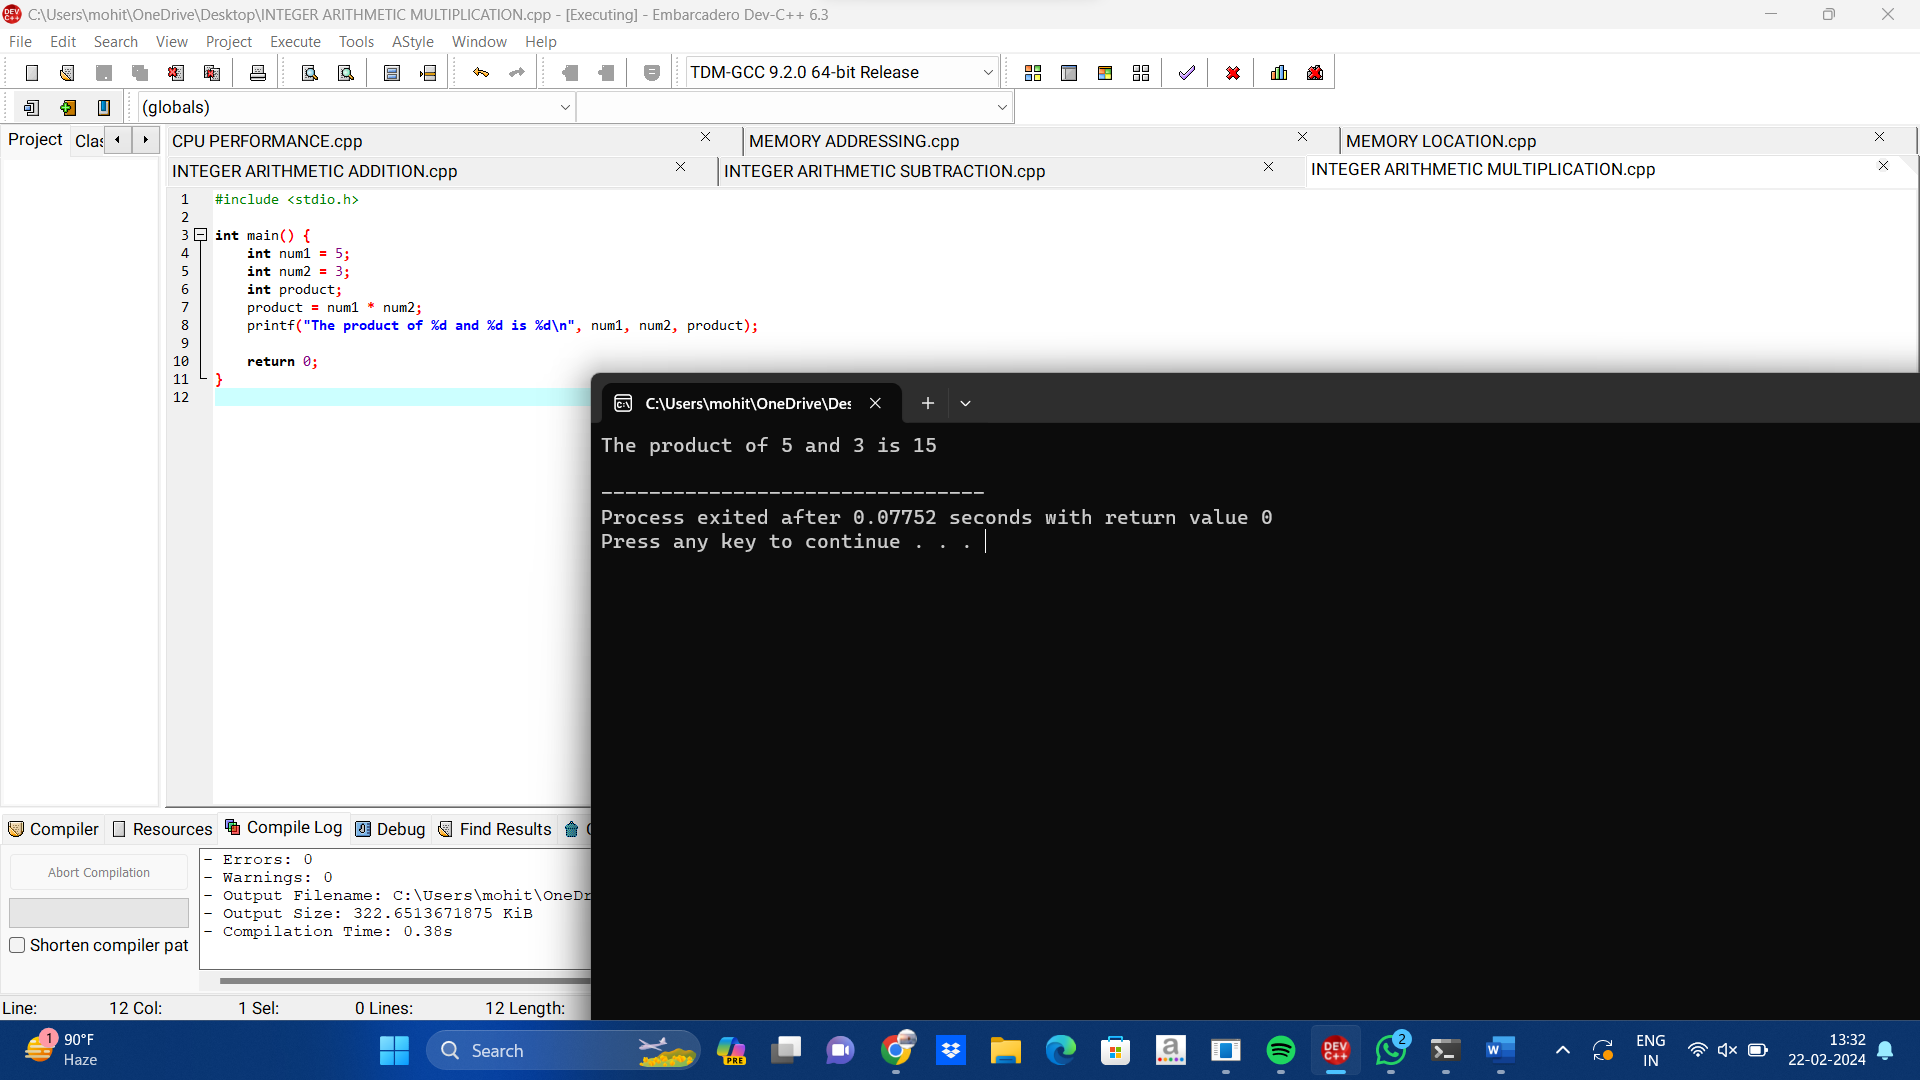 C:\Users\mohit\OneDrive\Desktop\INTEGER ARITHMETIC MULTIPLICATION.cpp - [Executing] - Embarcadero Dev-C++ 6.3
File Edit Search View Project Execute Tools AStyle Window Help
TDM-GCC 9.2.0 64-bit Release
(globals)
Project Clas
CPU PERFORMANCE.cpp MEMORY ADDRESSING.cpp MEMORY LOCATION.cpp
INTEGER ARITHMETIC ADDITION.cpp INTEGER ARITHMETIC SUBTRACTION.cpp INTEGER ARITHMETIC MULTIPLICATION.cpp
1 #include <stdio.h>
2
3 int main() {
4 int num1 = 5;
5 int num2 = 3;
6 int product;
7 product = num1 * num2;
8 printf("The product of %d and %d is %d\n", num1, num2, product);
9
10 return 0;
11 }
12
C:\Users\mohit\OneDrive\Des
The product of 5 and 3 is 15
--------------------------------
Process exited after 0.07752 seconds with return value 0
Press any key to continue . . .
Compiler Resources Compile Log Debug Find Results
Abort Compilation
Shorten compiler pat
- Errors: 0
- Warnings: 0
- Output Filename: C:\Users\mohit\OneDr
- Output Size: 322.6513671875 KiB
- Compilation Time: 0.38s
Line: 12 Col: 1 Sel: 0 Lines: 12 Length:
1
90°F
Haze
Search
PRE
DEV C++
2
ENG
IN
13:32
22-02-2024